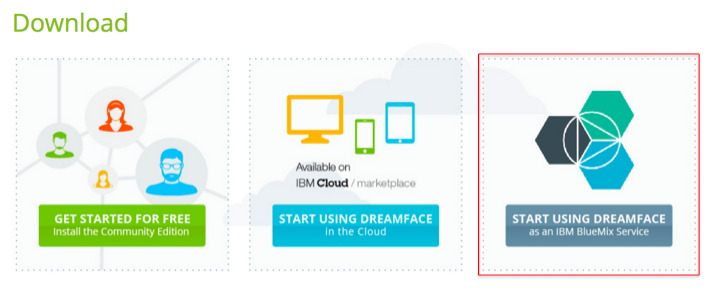 Download
GET STARTED FOR FREE
Install the Community Edition
Available on
IBM Cloud / marketplace
START USING DREAMFACE
in the Cloud
START USING DREAMFACE
as an IBM BlueMix Service